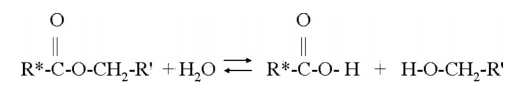 O O
|| ||
R*-C-O-CH₂-R' + H₂O ⇌ R*-C-O- H + H-O-CH₂-R'